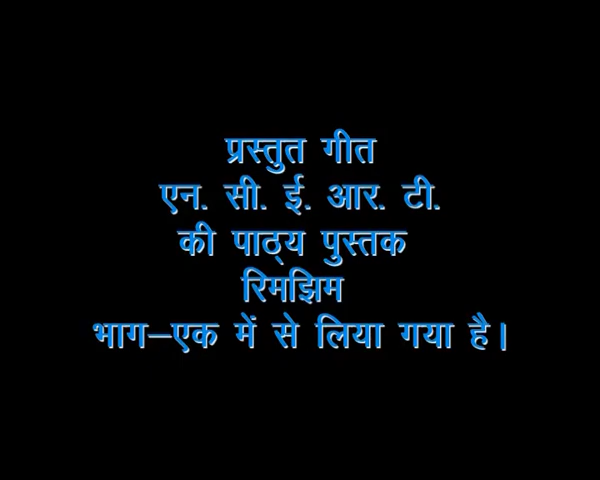 प्रस्तुत गीत
एन. सी. ई. आर. टी.
की पाठ्य पुस्तक
रिमझिम
भाग–एक में से लिया गया है।